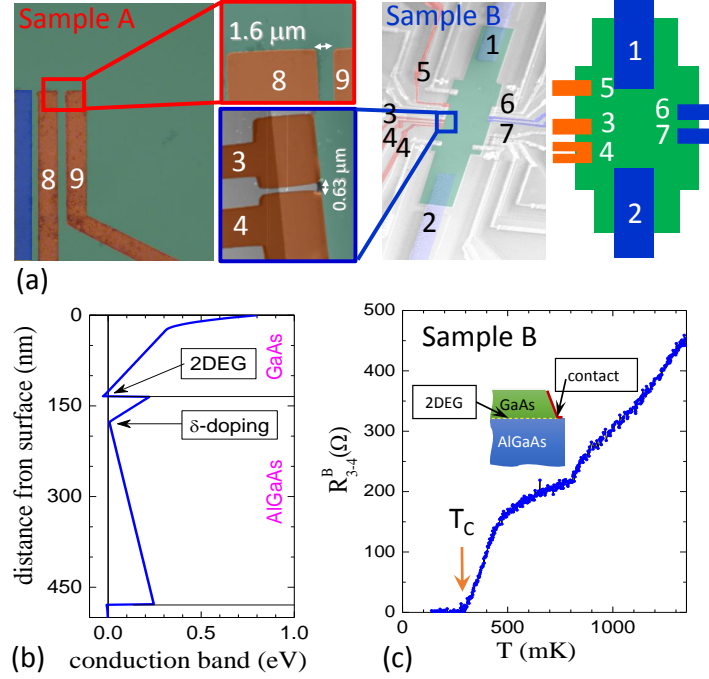 Sample A
1.6 μm
8
9
8
9
3
4
0.63 μm
Sample B
1
5
6
3
7
4
4
2
1
5
6
3
7
4
2
(a)
0
150
300
450
distance fron surface (nm)
GaAs
AlGaAs
2DEG
δ-doping
0.0
0.5
1.0
conduction band (eV)
(b)
500
400
300
200
100
0
R^B_{3-4}(Ω)
Sample B
contact
2DEG
GaAs
AlGaAs
T_C
0
500
1000
T (mK)
(c)